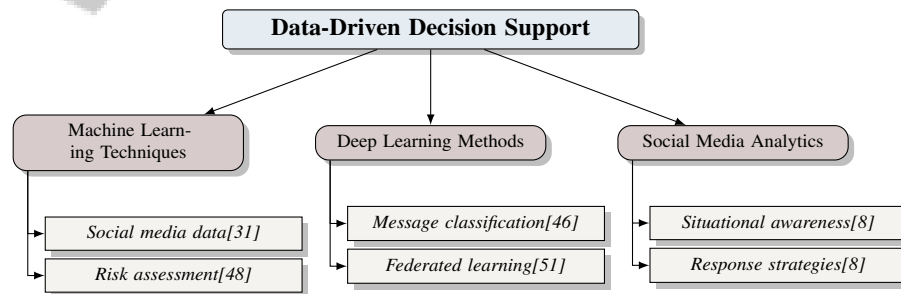 Data-Driven Decision Support
Machine Learn-
ing Techniques
Deep Learning Methods
Social Media Analytics
Social media data[31]
Risk assessment[48]
Message classification[46]
Federated learning[51]
Situational awareness[8]
Response strategies[8]